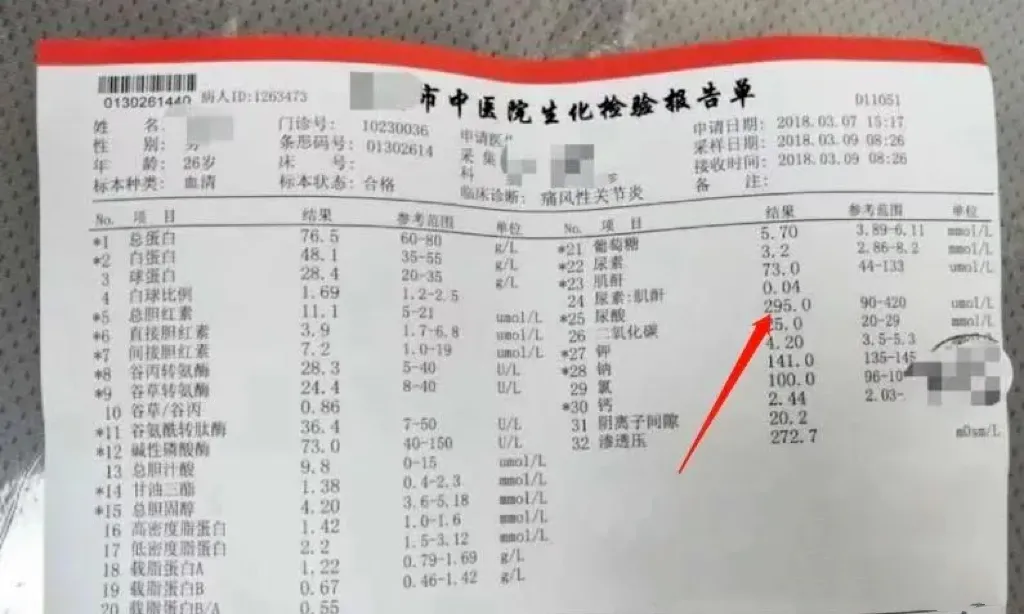 市中医院生化检验报告单
0130261440 病人ID:1263473
D11051
姓 名:
门诊号: 10230036
申请医
申请日期: 2018.03.07 15:17
性 别:
条形码号: 01302614
采 集
采样日期: 2018.03.09 08:26
年 龄: 26岁
床 号:
科
接收时间: 2018.03.09 08:26
标本种类: 血清
标本状态: 合格
临床诊断: 痛风性关节炎
备 注:
No. 项 目 结果 参考范围 单位
*1 总蛋白 76.5 60-80 g/L
*2 白蛋白 48.1 35-55 g/L
3 球蛋白 28.4 20-35 g/L
4 白球比例 1.69 1.2-2.5
*5 总胆红素 11.1 5-21 umol/L
*6 直接胆红素 3.9 1.7-6.8 umol/L
*7 间接胆红素 7.2 1.0-19 umol/L
*8 谷丙转氨酶 28.3 5-40 U/L
*9 谷草转氨酶 24.4 8-40 U/L
10 谷草/谷丙 0.86
*11 谷氨酰转肽酶 36.4 7-50 U/L
*12 碱性磷酸酶 73.0 40-150 U/L
13 总胆汁酸 9.8 0-15 umol/L
*14 甘油三酯 1.38 0.4-2.3 mmol/L
*15 总胆固醇 4.20 3.6-5.18 mmol/L
16 高密度脂蛋白 1.42 1.0-1.6 mmol/L
17 低密度脂蛋白 2.2 1.5-3.12 mmol/L
18 载脂蛋白A 1.22 0.79-1.69 g/L
19 载脂蛋白B 0.67 0.46-1.42 g/L
20 载脂蛋白B/A 0.55
No. 项 目 结果 参考范围 单位
*21 葡萄糖 5.70 3.89-6.11 mmol/L
*22 尿素 3.2 2.86-8.2 mmol/L
*23 肌酐 73.0 44-133 umol/L
24 尿素:肌酐 0.04
*25 尿酸 295.0 90-420 umol/L
26 二氧化碳 25.0 20-29 mmol/L
*27 钾 4.20 3.5-5.3
*28 钠 141.0 135-145
29 氯 100.0 96-10
*30 钙 2.44 2.03-
31 阴离子间隙 20.2
32 渗透压 272.7 mOsm/L